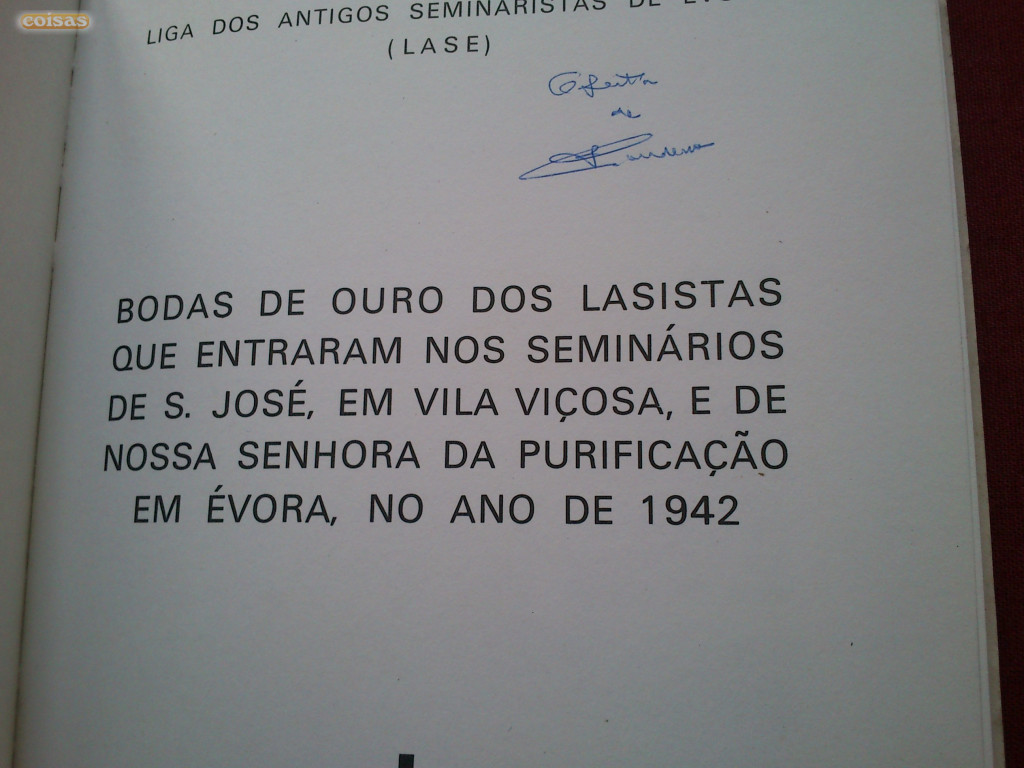 coisas
LIGA DOS ANTIGOS SEMINARISTAS DE
(LASE)
Oferta
de
BODAS DE OURO DOS LASISTAS
QUE ENTRARAM NOS SEMINÁRIOS
DE S. JOSÉ, EM VILA VIÇOSA, E DE
NOSSA SENHORA DA PURIFICAÇÃO
EM ÉVORA, NO ANO DE 1942